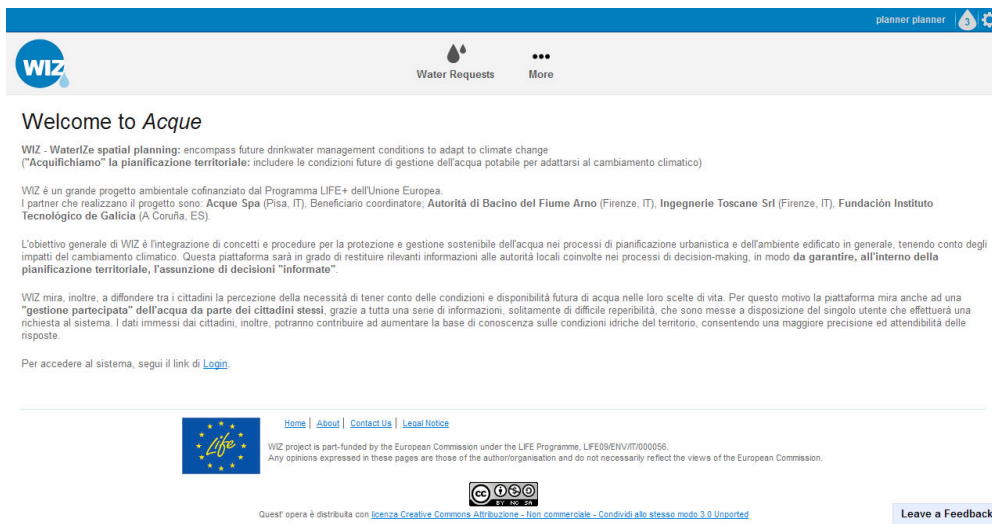 planner planner
3
WIZ
Water Requests
More
Welcome to Acque
WIZ - WaterIZe spatial planning: encompass future drinkwater management conditions to adapt to climate change
("Acquifichiamo" la pianificazione territoriale: includere le condizioni future di gestione dell'acqua potabile per adattarsi al cambiamento climatico)
WIZ é un grande progetto ambientale cofinanziato dal Programma LIFE+ dell'Unione Europea.
I partner che realizzano il progetto sono: Acque Spa (Pisa, IT), Beneficiario coordinatore; Autorità di Bacino del Fiume Arno (Firenze, IT), Ingegnerie Toscane Srl (Firenze, IT), Fundación Instituto
Tecnológico de Galicia (A Coruña, ES).
L'obiettivo generale di WIZ è l'integrazione di concetti e procedure per la protezione e gestione sostenibile dell'acqua nei processi di pianificazione urbanistica e dell'ambiente edificato in generale, tenendo conto degli
impatti del cambiamento climatico. Questa piattaforma sarà in grado di restituire rilevanti informazioni alle autorità locali coinvolte nei processi di decision-making, in modo da garantire, all'interno della
pianificazione territoriale, l'assunzione di decisioni "informate".
WIZ mira, inoltre, a diffondere tra i cittadini la percezione della necessità di tener conto delle condizioni e disponibilità futura di acqua nelle loro scelte di vita. Per questo motivo la piattaforma mira anche ad una
"gestione partecipata" dell'acqua da parte dei cittadini stessi, grazie a tutta una serie di informazioni, solitamente di difficile reperibilità, che sono messe a disposizione del singolo utente che effettuerà una
richiesta al sistema. I dati immessi dai cittadini, inoltre, potranno contribuire ad aumentare la base di conoscenza sulle condizioni idriche del territorio, consentendo una maggiore precisione ed attendibilità delle
risposte.
Per accedere al sistema, segui il link di Login.
Home | About | Contact Us | Legal Notice
Life
WIZ project is part-funded by the European Commission under the LIFE Programme, LIFE09/ENV/IT/000056.
Any opinions expressed in these pages are those of the author/organisation and do not necessarily reflect the views of the European Commission.
cc
BY NC SA
Quest' opera è distribuita con licenza Creative Commons Attribuzione - Non commerciale - Condividi allo stesso modo 3.0 Unported
Leave a Feedback